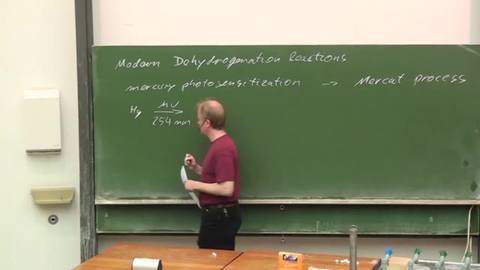 Modern Dehydrogenation Reactions
mercury photosensitization → Mercat process
Hg hν →
254 nm